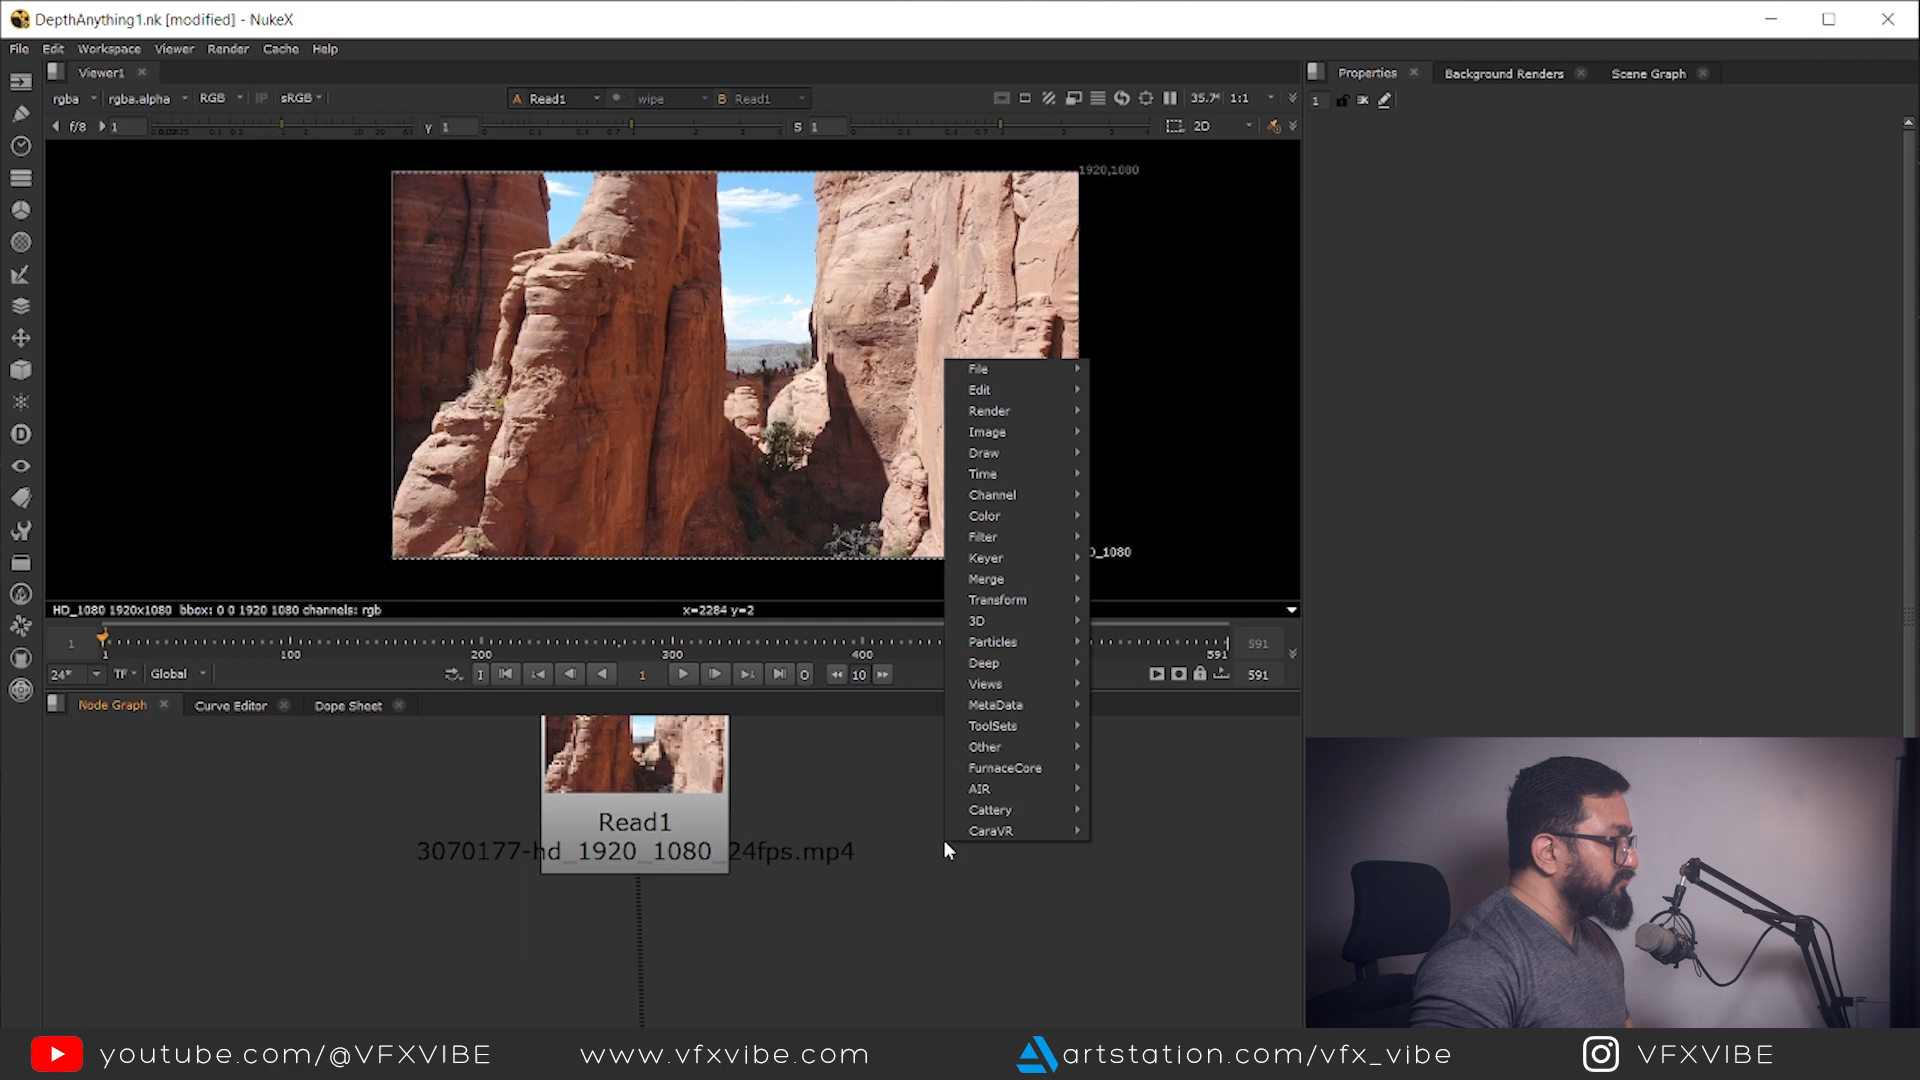 DepthAnything1.nk [modified] - NukeX
File Edit Workspace Viewer Render Cache Help
Viewer1
Properties Background Renders Scene Graph
rgba rgba.alpha RGB IP sRGB A Read1 wipe B Read1 35.7 1:1
1
f/8 1 Y 1 S 1 2D
1920,1080
File
Edit
Render
Image
Draw
Time
Channel
Color
Filter
Keyer
Merge
Transform
3D
Particles
Deep
Views
MetaData
ToolSets
Other
FurnaceCore
AIR
Cattery
CaraVR
_1080
HD_1080 1920x1080 bbox: 0 0 1920 1080 channels: rgb x=2284 y=2
1 1 100 200 300 400 591 591
24* TF Global I 1 O 10 591
Node Graph Curve Editor Dope Sheet
Read1
3070177-hd_1920_1080_24fps.mp4
youtube.com/@VFXVIBE www.vfxvibe.com artstation.com/vfx_vibe VFXVIBE